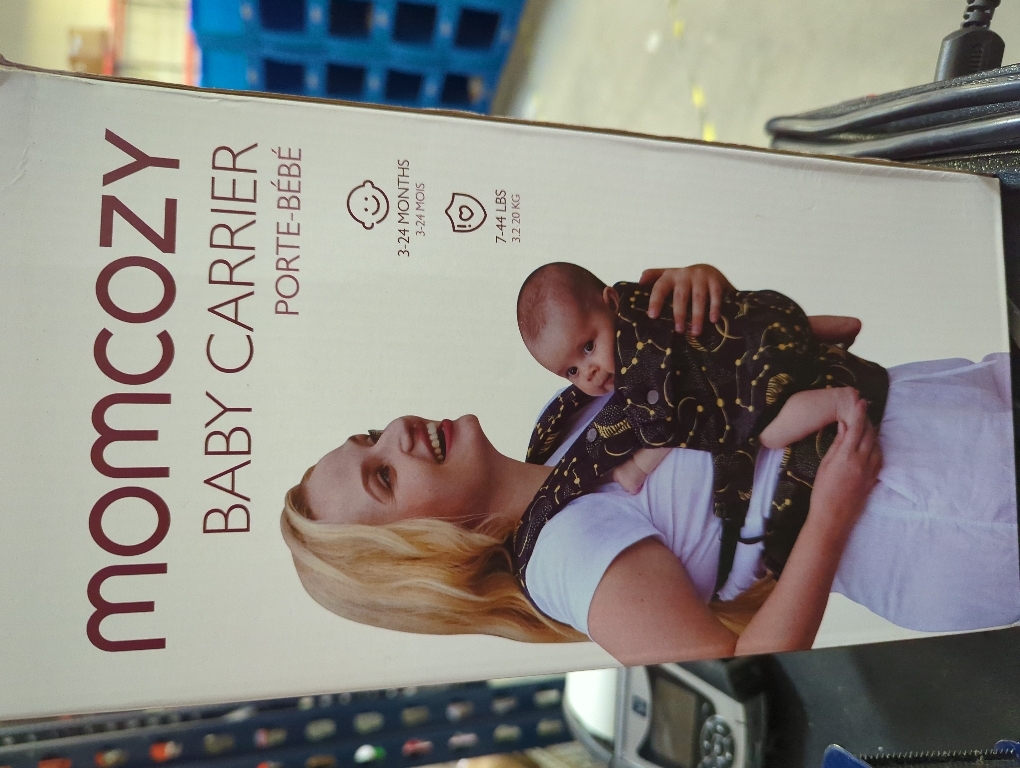 momcozy
BABY CARRIER
PORTE-BÉBÉ
3-24 MONTHS
3-24 MOIS
7-44 LBS
3.2 20 KG